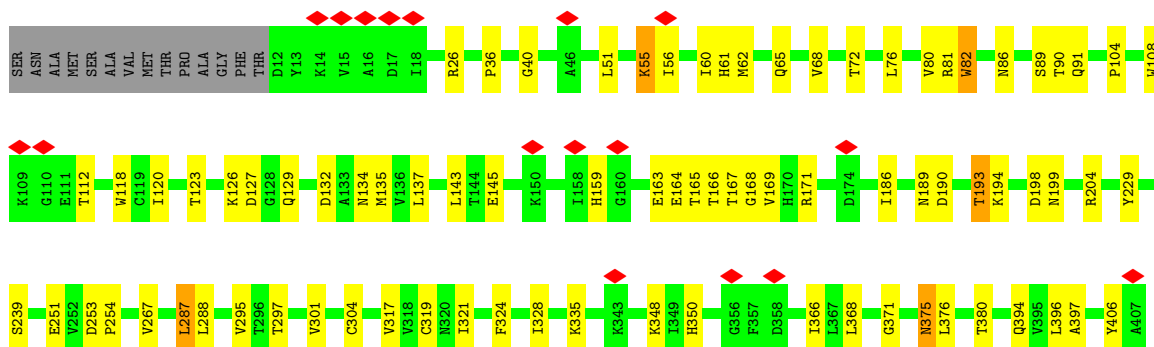 SER ASN ALA MET SER ALA VAL MET THR PRO ALA GLY PHE THR D12 Y13 K14 V15 A16 D17 I18 R26 P36 G40 A46 L51 K55 I56 I60 H61 M62 Q65 V68 T72 L76 V80 R81 W82 N86 S89 T90 Q91 P104 W108
K109 G110 E111 T112 W118 C119 I120 T123 K126 D127 G128 Q129 D132 A133 N134 M135 V136 L137 L143 T144 E145 K150 I158 H159 G160 E163 E164 T165 T166 T167 G168 V169 H170 R171 D174 I186 N189 D190 T193 K194 D198 N199 R204 Y229
S239 E251 V252 D253 P254 V267 L287 L288 V295 T296 T297 V301 C304 V317 V318 C319 N320 I321 F324 I328 K335 K343 K348 I349 H350 G356 F357 D358 I366 L367 L368 G371 N375 L376 T380 Q394 V395 L396 A397 Y406 A407